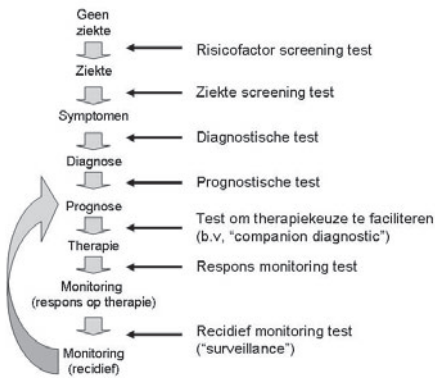 Geen
ziekte
Risicofactor screening test
Ziekte
Ziekte screening test
Symptomen
Diagnostische test
Diagnose
Prognostische test
Prognose
Test om therapiekeuze te faciliteren
(b.v, “companion diagnostic”)
Therapie
Respons monitoring test
Monitoring
(respons op therapie)
Recidief monitoring test
(“surveillance”)
Monitoring
(recidief)